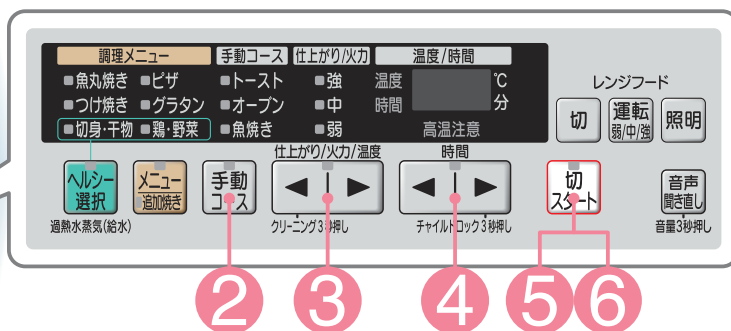 調理メニュー 手動コース 仕上がり/火力 温度/時間
魚丸焼き ピザ トースト 強 温度 ℃
つけ焼き グラタン オーブン 中 時間 分
切身・干物 鶏・野菜 魚焼き 弱 高温注意
レンジフード
切 運転 弱/中/強 照明
仕上がり/火力/温度 時間
ヘルシー選択 メニュー 追加焼き 手動コース 切 スタート 音声 聞き直し
過熱水蒸気(給水) クリーニング3秒押し チャイルドロック3秒押し 音量3秒押し
2 3 4 5 6